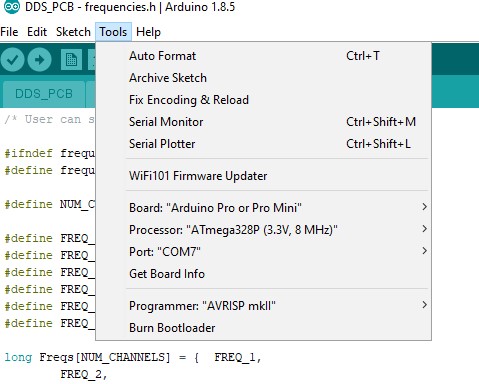 DDS_PCB - frequencies.h | Arduino 1.8.5
File Edit Sketch Tools Help
Auto Format Ctrl+T
Archive Sketch
DDS_PCB
Fix Encoding & Reload
/* User can s
Serial Monitor Ctrl+Shift+M
Serial Plotter Ctrl+Shift+L
#ifndef frequ
#define frequ
WiFi101 Firmware Updater
#define NUM_C
Board: "Arduino Pro or Pro Mini"
Processor: "ATmega328P (3.3V, 8 MHz)"
#define FREQ_
Port: "COM7"
#define FREQ_
Get Board Info
#define FREQ_
#define FREQ_
Programmer: "AVRISP mkII"
#define FREQ_
Burn Bootloader
#define FREQ_
long Freqs[NUM_CHANNELS] = { FREQ_1,
FREQ_2,